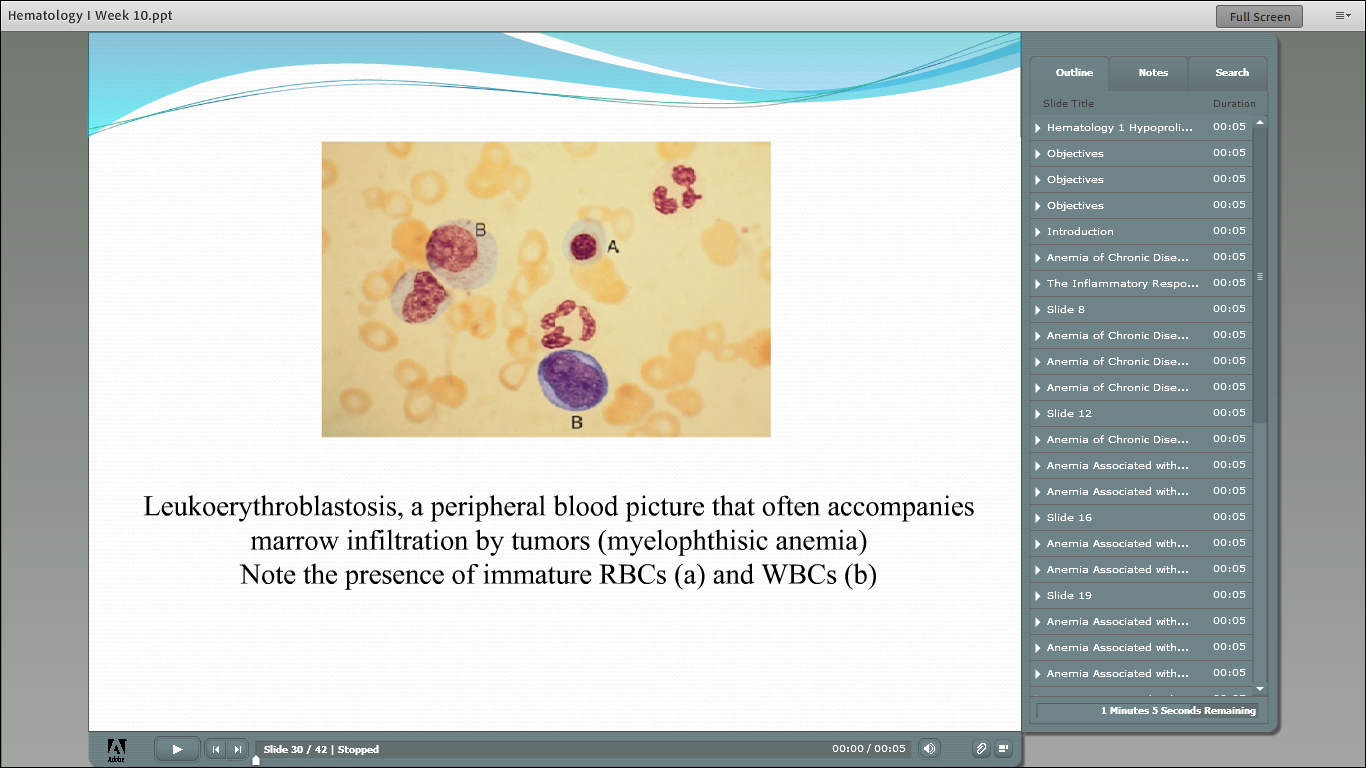 Hematology I Week 10.ppt
Full Screen
B
A
B
Leukoerythroblastosis, a peripheral blood picture that often accompanies
marrow infiltration by tumors (myelophthisic anemia)
Note the presence of immature RBCs (a) and WBCs (b)
Outline Notes Search
Slide Title Duration
Hematology 1 Hypoproli... 00:05
Objectives 00:05
Objectives 00:05
Objectives 00:05
Introduction 00:05
Anemia of Chronic Dise... 00:05
The Inflammatory Respo... 00:05
Slide 8 00:05
Anemia of Chronic Dise... 00:05
Anemia of Chronic Dise... 00:05
Anemia of Chronic Dise... 00:05
Slide 12 00:05
Anemia of Chronic Dise... 00:05
Anemia Associated with... 00:05
Anemia Associated with... 00:05
Slide 16 00:05
Anemia Associated with... 00:05
Anemia Associated with... 00:05
Slide 19 00:05
Anemia Associated with... 00:05
Anemia Associated with... 00:05
Anemia Associated with... 00:05
1 Minutes 5 Seconds Remaining
Adobe
Slide 30 / 42 | Stopped 00:00 / 00:05